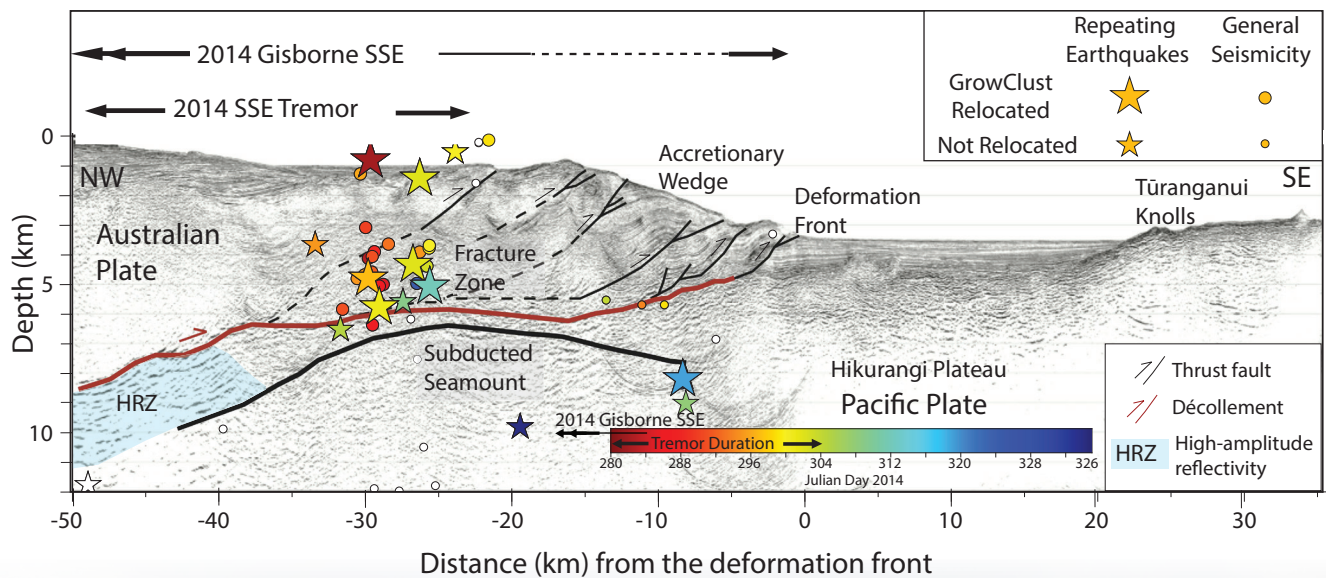 2014 Gisborne SSE
2014 SSE Tremor
Repeating
Earthquakes
General
Seismicity
GrowClust
Relocated
Not Relocated
NW
SE
Australian
Plate
Accretionary
Wedge
Deformation
Front
Tūranganui
Knolls
Fracture
Zone
Subducted
Seamount
HRZ
Hikurangi Plateau
Pacific Plate
2014 Gisborne SSE
Tremor Duration
280 288 296 304 312 320 328 326
Julian Day 2014
Thrust fault
Décollement
HRZ
High-amplitude
reflectivity
Depth (km)
0
5
10
-50 -40 -30 -20 -10 0 10 20 30 35
Distance (km) from the deformation front